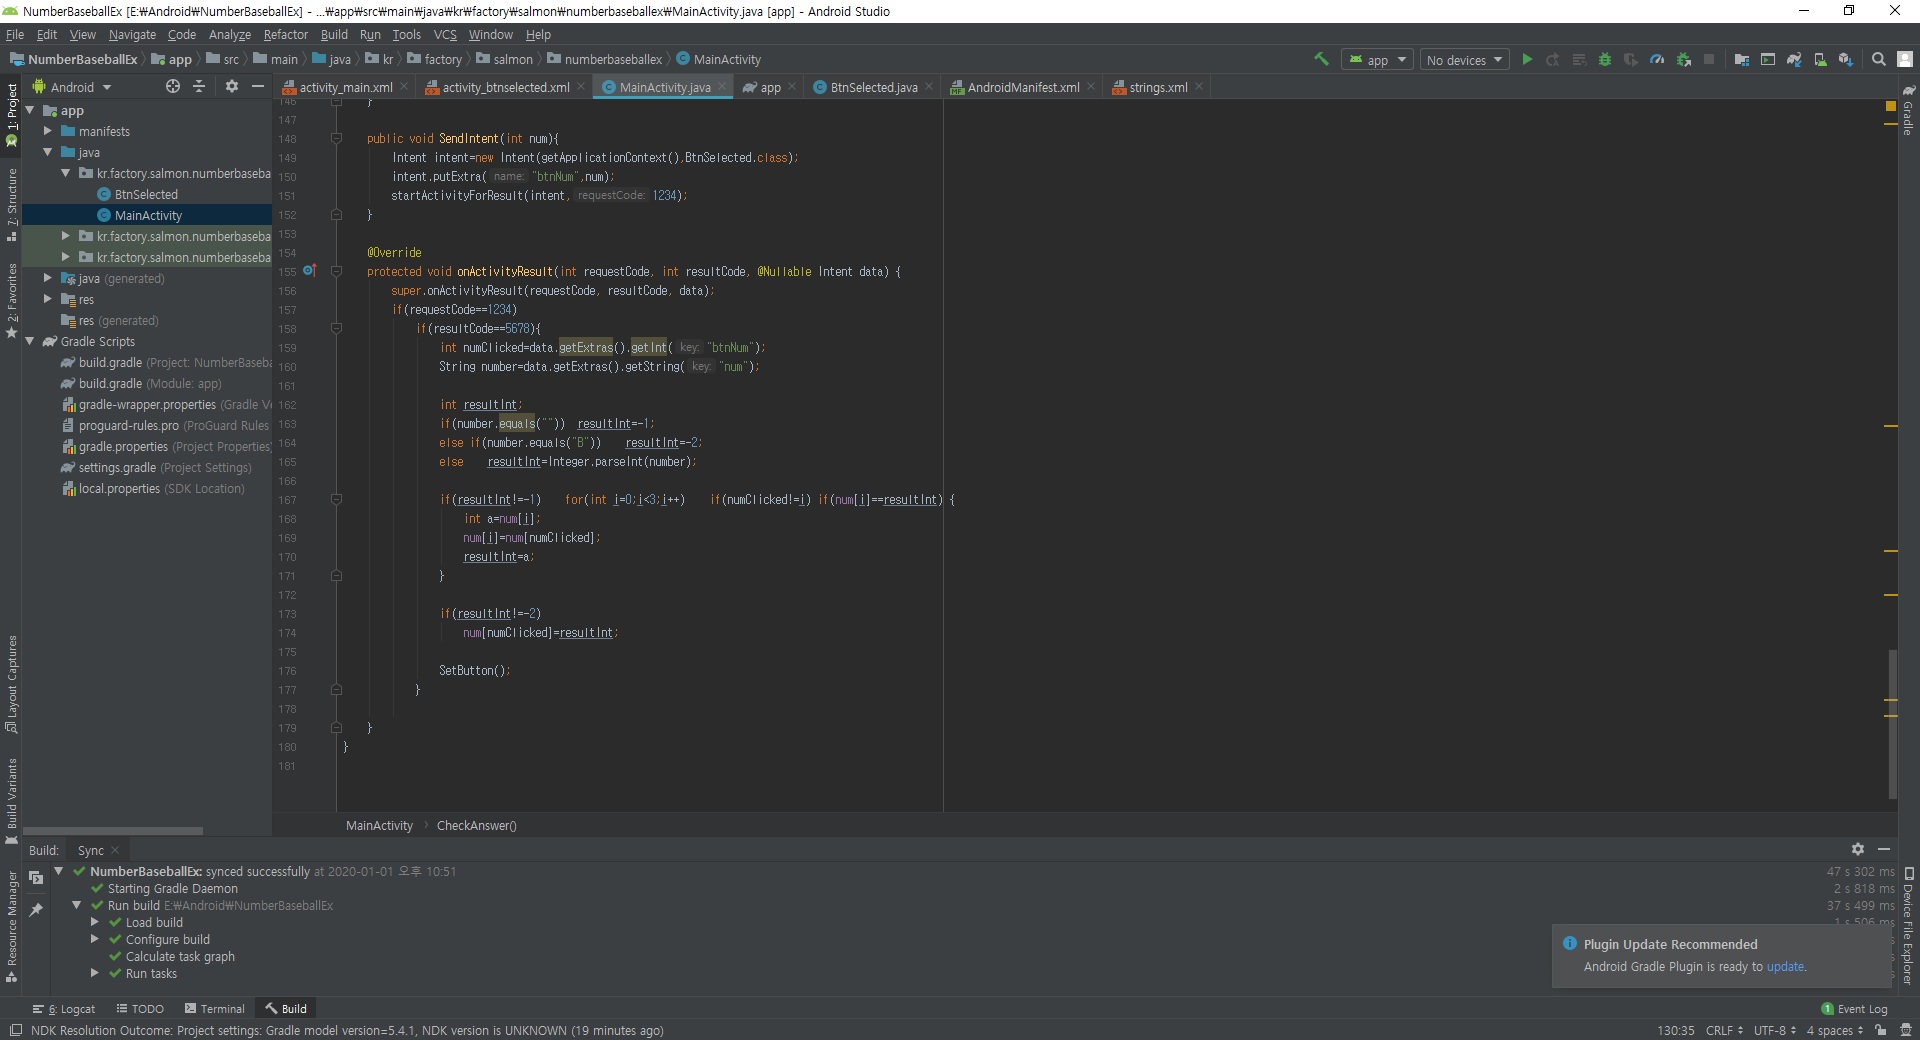 NumberBaseballEx [E:₩Android₩NumberBaseballEx] - ...₩app₩src₩main₩java₩kr₩factory₩salmon₩numberbaseballex₩MainActivity.java [app] - Android Studio
File Edit View Navigate Code Analyze Refactor Build Run Tools VCS Window Help
NumberBaseballEx app src main java kr factory salmon numberbaseballex MainActivity app No devices
Android activity_main.xml activity_btnselected.xml MainActivity.java app BtnSelected.java AndroidManifest.xml strings.xml
1: Project
7: Structure
2: Favorites
Layout Captures
Build Variants
Resource Manager
Gradle
Device File Explorer
app
manifests
java
kr.factory.salmon.numberbaseba
BtnSelected
MainActivity
kr.factory.salmon.numberbaseba
kr.factory.salmon.numberbaseba
java (generated)
res
res (generated)
Gradle Scripts
build.gradle (Project: NumberBaseba
build.gradle (Module: app)
gradle-wrapper.properties (Gradle Ve
proguard-rules.pro (ProGuard Rules
gradle.properties (Project Properties)
settings.gradle (Project Settings)
local.properties (SDK Location)
146 }
147
148 public void SendIntent(int num){
149 Intent intent=new Intent(getApplicationContext(),BtnSelected.class);
150 intent.putExtra( name: "btnNum",num);
151 startActivityForResult(intent, requestCode: 1234);
152 }
153
154 @Override
155 protected void onActivityResult(int requestCode, int resultCode, @Nullable Intent data) {
156 super.onActivityResult(requestCode, resultCode, data);
157 if(requestCode==1234)
158 if(resultCode==5678){
159 int numClicked=data.getExtras().getInt( key: "btnNum");
160 String number=data.getExtras().getString( key: "num");
161
162 int resultInt;
163 if(number.equals("")) resultInt=-1;
164 else if(number.equals("B")) resultInt=-2;
165 else resultInt=Integer.parseInt(number);
166
167 if(resultInt!=-1) for(int i=0;i<3;i++) if(numClicked!=i) if(num[i]==resultInt) {
168 int a=num[i];
169 num[i]=num[numClicked];
170 resultInt=a;
171 }
172
173 if(resultInt!=-2)
174 num[numClicked]=resultInt;
175
176 SetButton();
177 }
178
179 }
180 }
181
MainActivity CheckAnswer()
Build: Sync
NumberBaseballEx: synced successfully at 2020-01-01 오후 10:51 47 s 302 ms
Starting Gradle Daemon 2 s 818 ms
Run build E:₩Android₩NumberBaseballEx 37 s 499 ms
Load build 1 s 506 ms
Configure build
Calculate task graph
Run tasks
Plugin Update Recommended
Android Gradle Plugin is ready to update.
6: Logcat TODO Terminal Build 1 Event Log
NDK Resolution Outcome: Project settings: Gradle model version=5.4.1, NDK version is UNKNOWN (19 minutes ago) 130:35 CRLF UTF-8 4 spaces